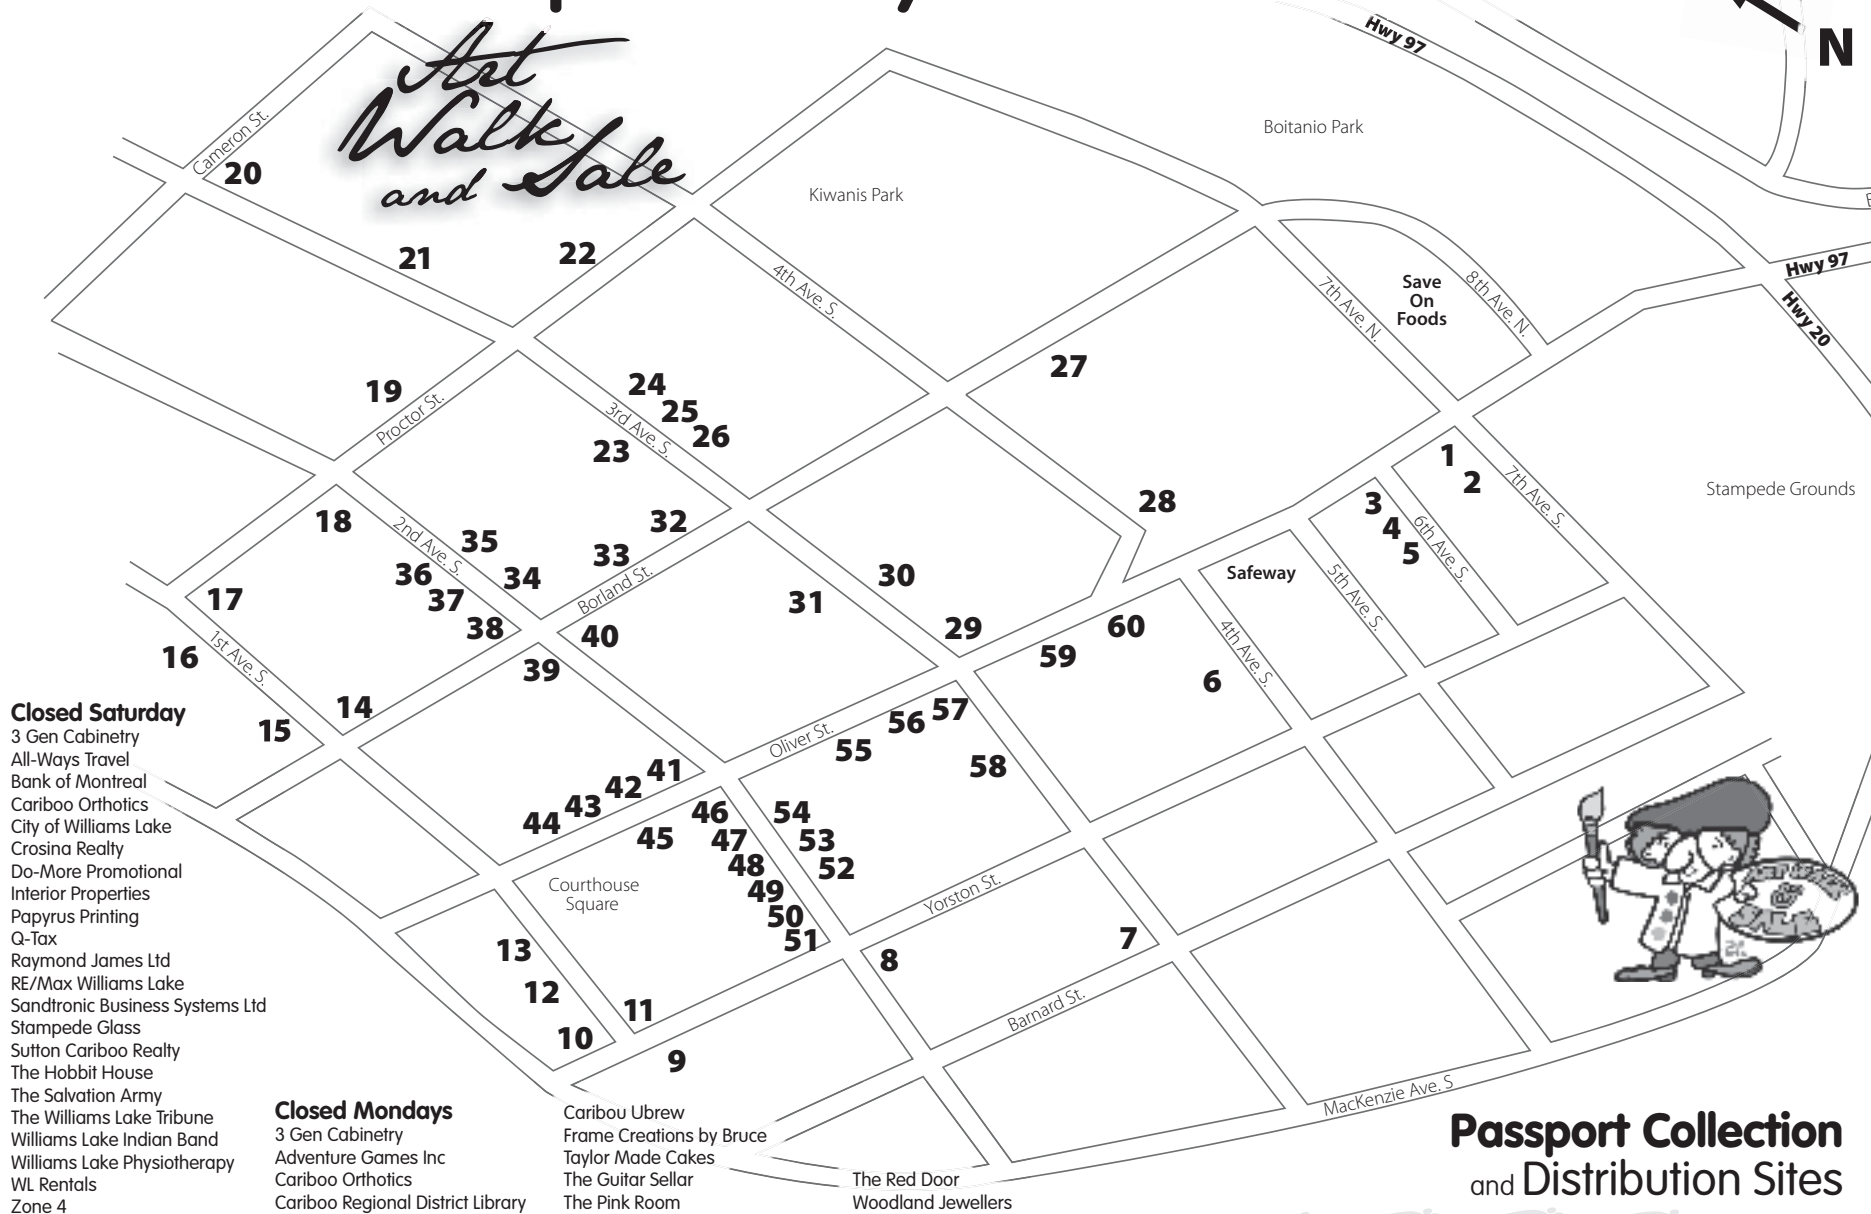 Art
Walk
and Sale
Hwy 97
N
Boitanio Park
Cameron St.
20
Kiwanis Park
21
22
4th Ave. S.
7th Ave. N.
Save
On
Foods
8th Ave. N.
Hwy 97
Hwy 20
19
Proctor St.
24
25
26
3rd Ave. S.
23
27
28
1
2
3
4
5
6th Ave. S.
7th Ave. S.
Stampede Grounds
18
2nd Ave. S.
35
36
34
37
38
32
33
Borland St.
30
31
29
Safeway
5th Ave. S.
17
16
1st Ave. S.
40
39
60
59
4th Ave. S.
6
14
15
57
56
55
Oliver St.
58
41
42
43
44
46
45
47
48
49
50
51
54
53
52
Courthouse
Square
Yorston St.
13
12
11
10
9
8
7
Barnard St.
MacKenzie Ave. S
ART WALK
&
SALE
Closed Saturday
3 Gen Cabinetry
All-Ways Travel
Bank of Montreal
Cariboo Orthotics
City of Williams Lake
Crosina Realty
Do-More Promotional
Interior Properties
Papyrus Printing
Q-Tax
Raymond James Ltd
RE/Max Williams Lake
Sandtronic Business Systems Ltd
Stampede Glass
Sutton Cariboo Realty
The Hobbit House
The Salvation Army
The Williams Lake Tribune
Williams Lake Indian Band
Williams Lake Physiotherapy
WL Rentals
Zone 4
Closed Mondays
3 Gen Cabinetry
Adventure Games Inc
Cariboo Orthotics
Cariboo Regional District Library
Caribou Ubrew
Frame Creations by Bruce
Taylor Made Cakes
The Guitar Sellar
The Pink Room
The Red Door
Woodland Jewellers
Passport Collection
and Distribution Sites